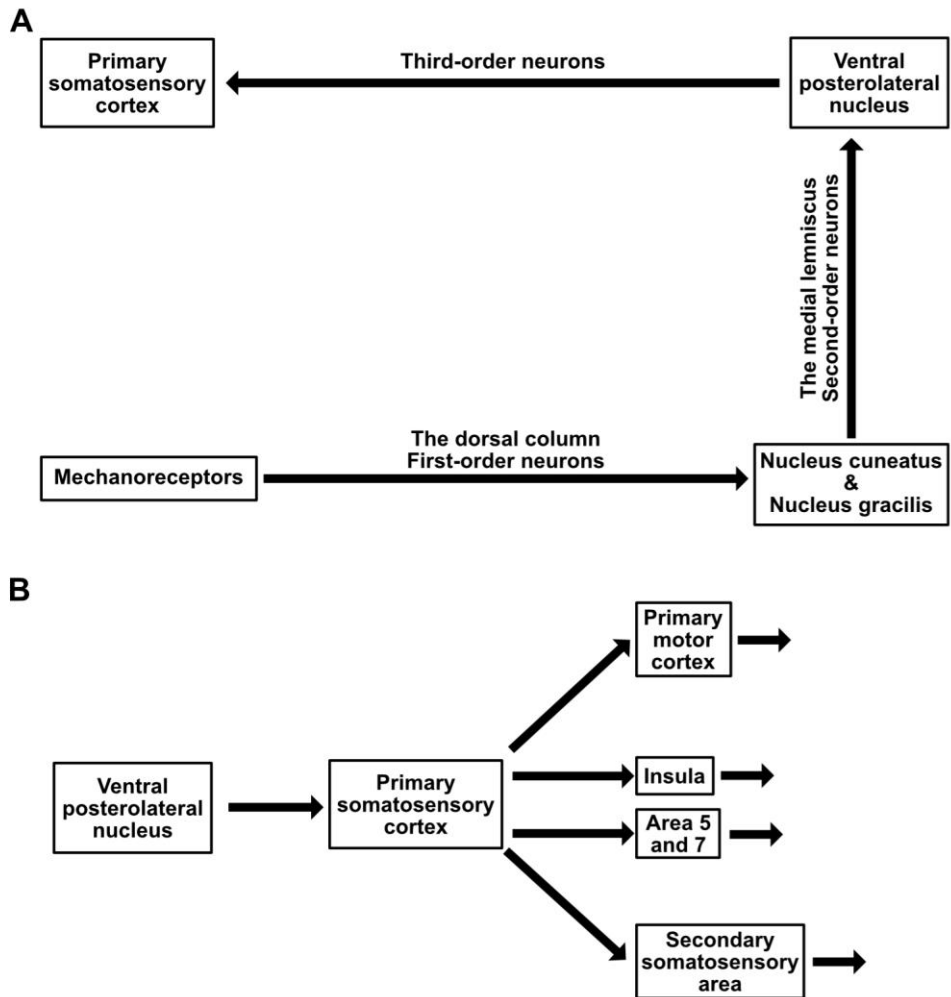 A
Primary
somatosensory
cortex
Third-order neurons
Ventral
posterolateral
nucleus
The medial lemniscus
Second-order neurons
Mechanoreceptors
The dorsal column
First-order neurons
Nucleus cuneatus
&
Nucleus gracilis
B
Ventral
posterolateral
nucleus
Primary
somatosensory
cortex
Primary
motor
cortex
Insula
Area 5
and 7
Secondary
somatosensory
area